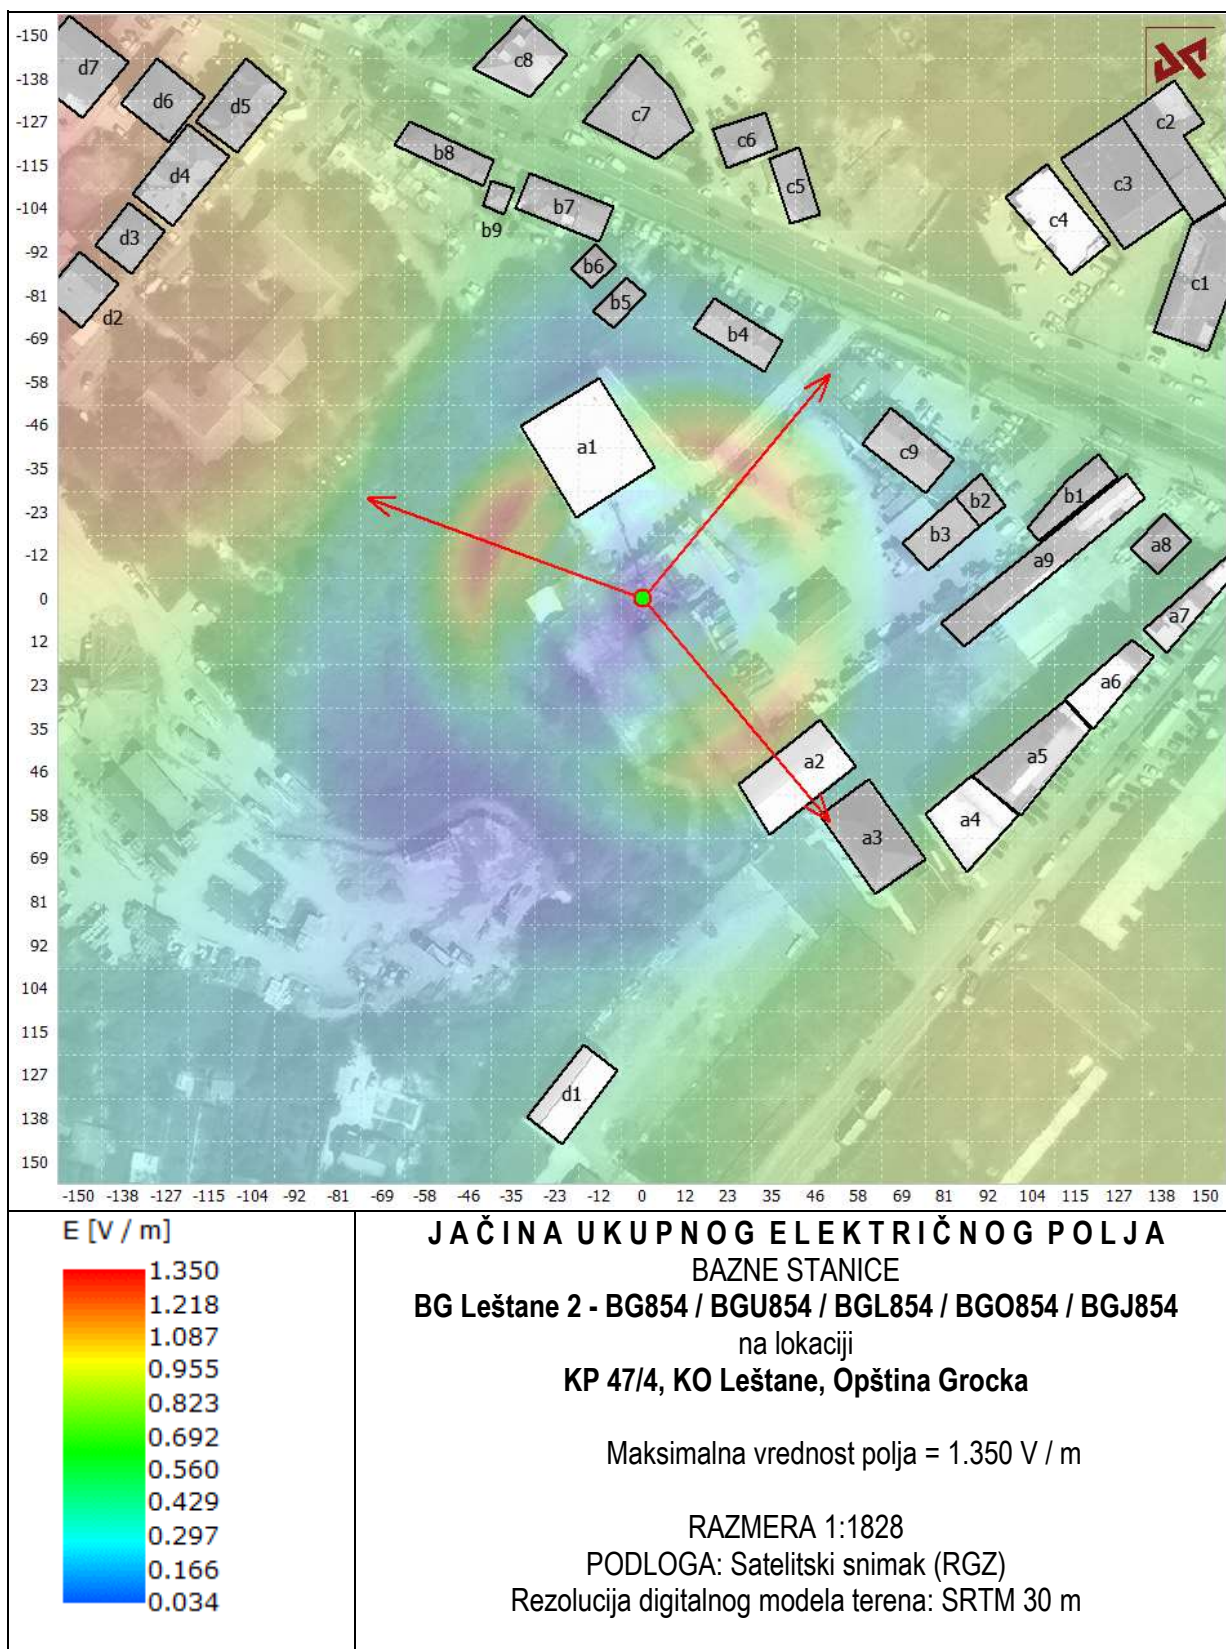 -150
-138
-127
-115
-104
-92
-81
-69
-58
-46
-35
-23
-12
0
12
23
35
46
58
69
81
92
104
115
127
138
150
d7
d6
d5
d4
d3
d2
c8
c7
c6
c5
c4
c3
c2
c1
b8
b9
b7
b6
b5
b4
a1
c9
b2
b3
b1
a9
a8
a7
a6
a5
a4
a2
a3
d1
-150 -138 -127 -115 -104 -92 -81 -69 -58 -46 -35 -23 -12 0 12 23 35 46 58 69 81 92 104 115 127 138 150
E [V / m]
1.350
1.218
1.087
0.955
0.823
0.692
0.560
0.429
0.297
0.166
0.034
JAČINA UKUPNOG ELEKTRIČNOG POLJA
BAZNE STANICE
BG Leštane 2 - BG854 / BGU854 / BGL854 / BGO854 / BGJ854
na lokaciji
KP 47/4, KO Leštane, Opština Grocka
Maksimalna vrednost polja = 1.350 V / m
RAZMERA 1:1828
PODLOGA: Satelitski snimak (RGZ)
Rezolucija digitalnog modela terena: SRTM 30 m